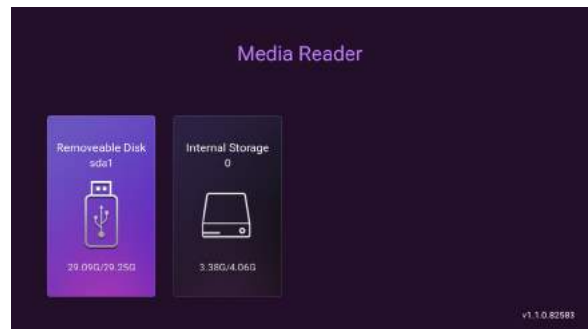 Media Reader
Removeable Disk
sda1
29.09G/29.25G
Internal Storage
0
3.38G/4.06G
v1.1.0.82583